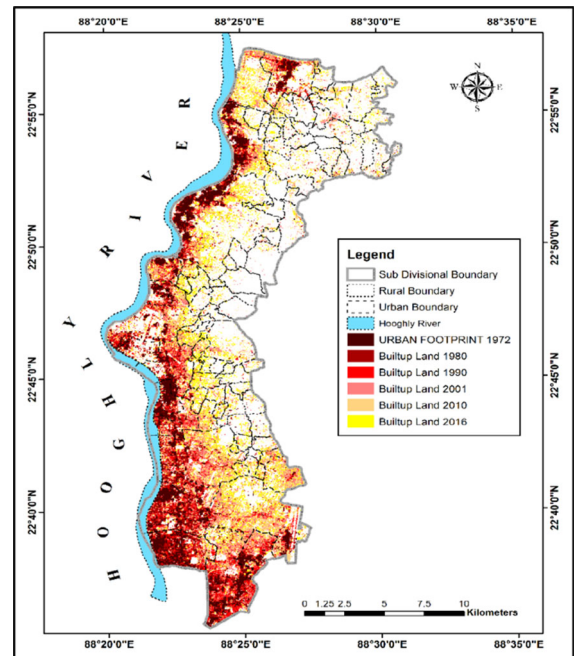 88°20'0"E 88°25'0"E 88°30'0"E 88°35'0"E
N
W E
S
22°55'0"N 22°55'0"N
22°50'0"N 22°50'0"N
22°45'0"N 22°45'0"N
22°40'0"N 22°40'0"N
HOOGHLY RIVER
Legend
Sub Divisional Boundary
Rural Boundary
Urban Boundary
Hooghly River
URBAN FOOTPRINT 1972
Builtup Land 1980
Builtup Land 1990
Builtup Land 2001
Builtup Land 2010
Builtup Land 2016
0 1.25 2.5 5 7.5 10
Kilometers
88°20'0"E 88°25'0"E 88°30'0"E 88°35'0"E